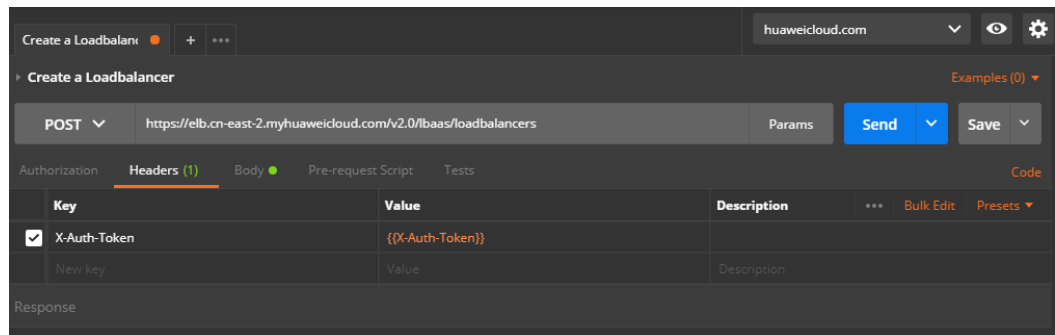 Create a Loadbalanc + ••• huaweicloud.com
Create a Loadbalancer Examples (0)
POST https://elb.cn-east-2.myhuaweicloud.com/v2.0/lbaas/loadbalancers Params Send Save
Authorization Headers (1) Body Pre-request Script Tests Code
Key Value Description ••• Bulk Edit Presets
X-Auth-Token {{X-Auth-Token}}
New key Value Description
Response